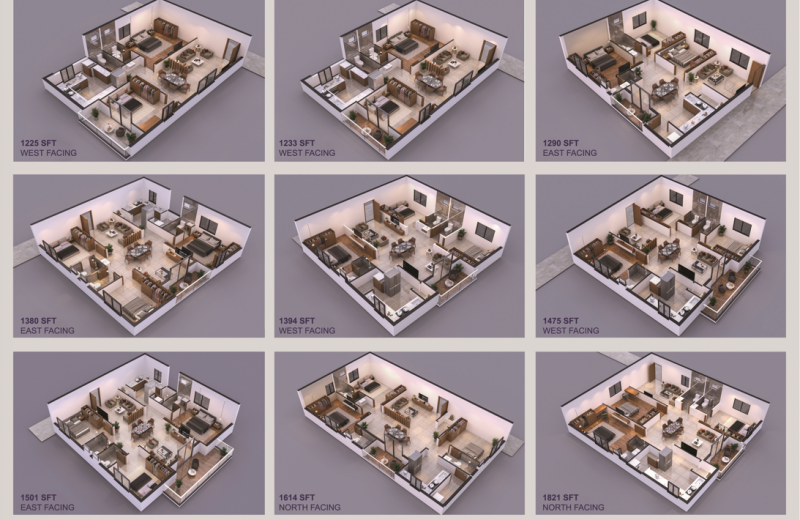 1225 SFT
WEST FACING
1233 SFT
WEST FACING
1290 SFT
EAST FACING
1380 SFT
EAST FACING
1394 SFT
WEST FACING
1475 SFT
WEST FACING
1501 SFT
EAST FACING
1614 SFT
NORTH FACING
1821 SFT
NORTH FACING